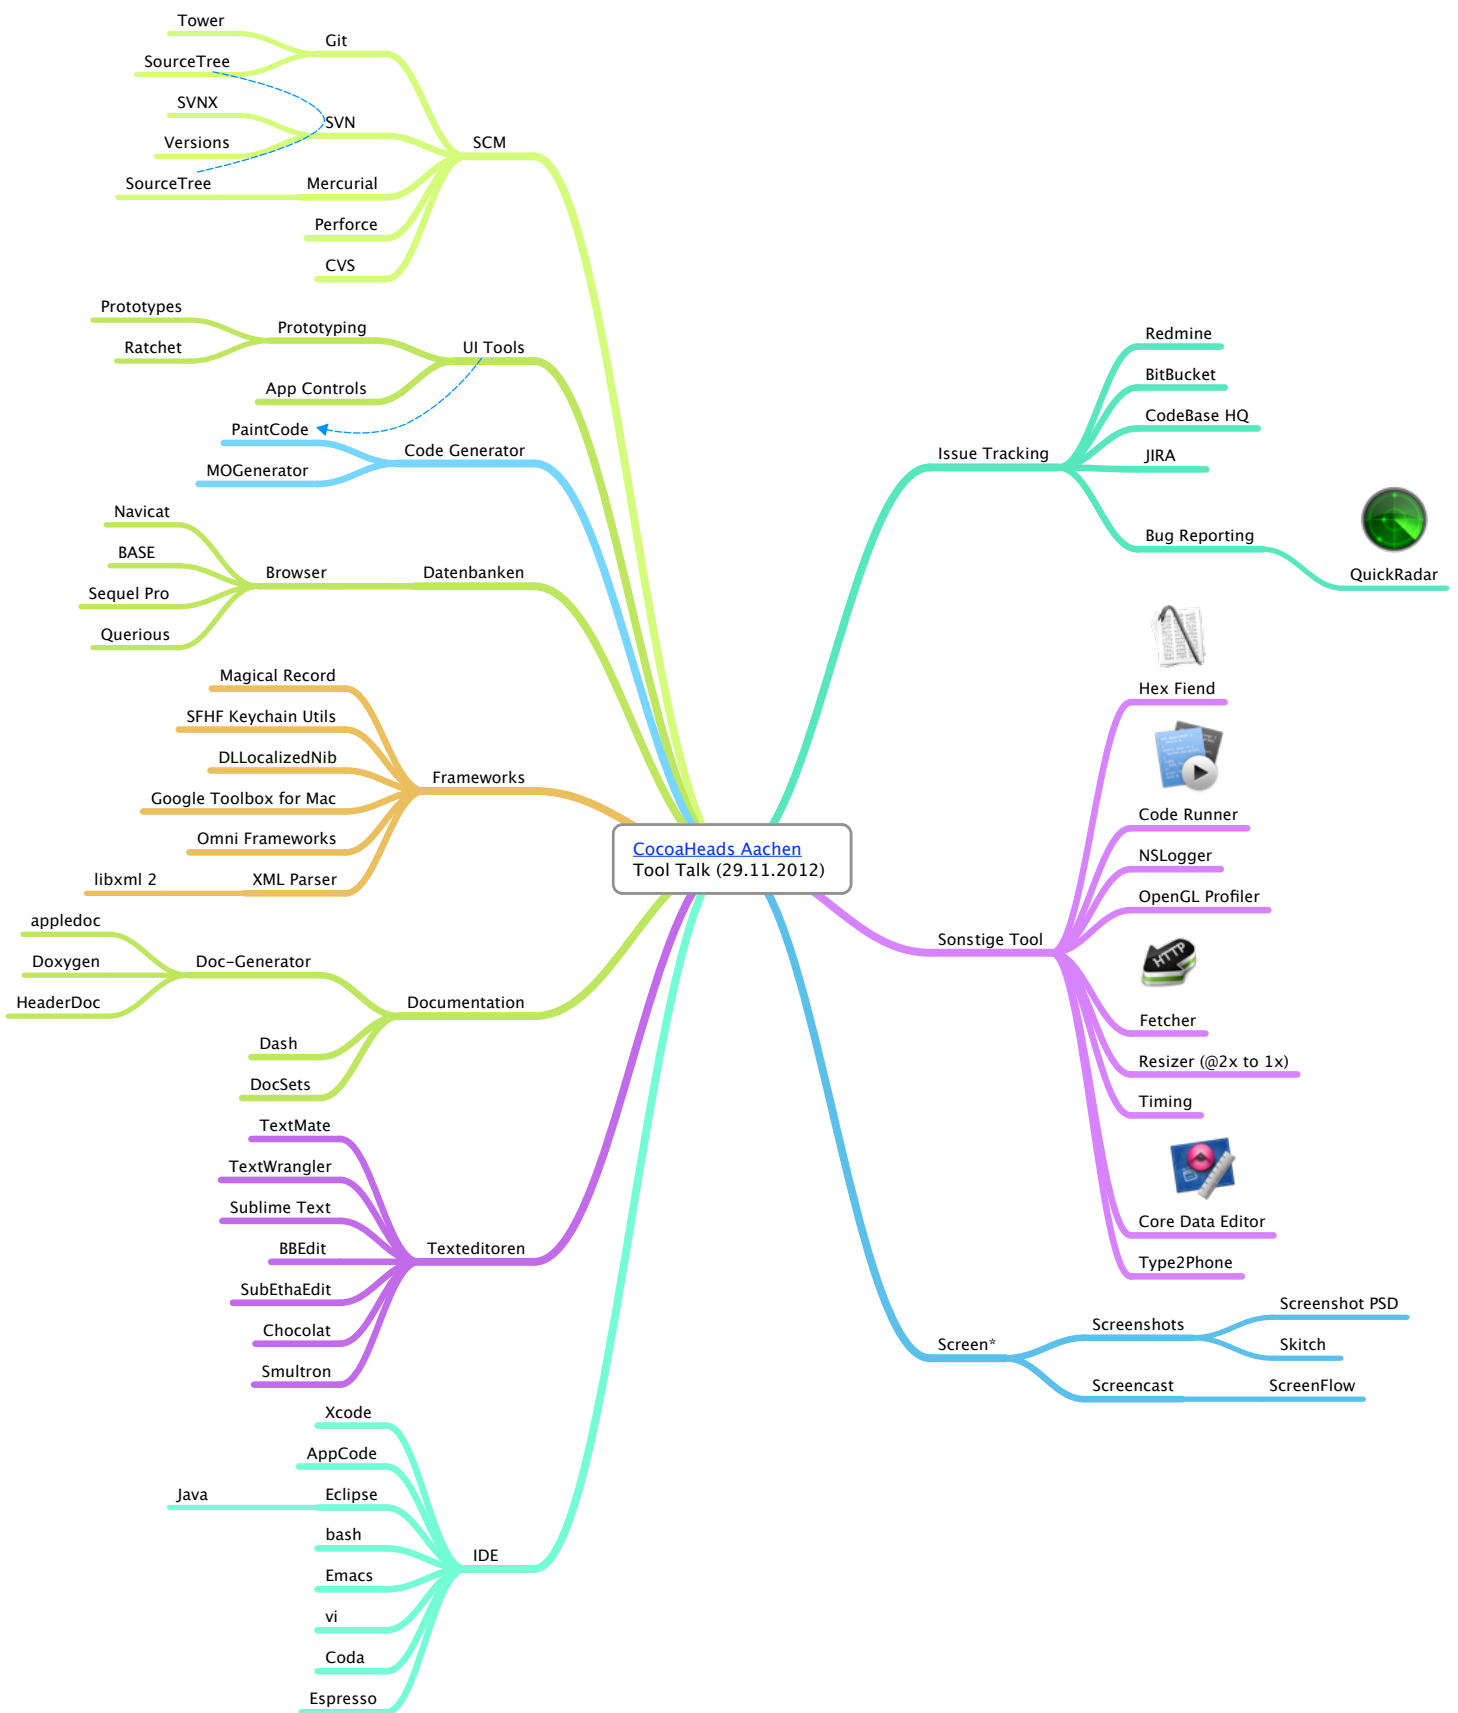 CocoaHeads Aachen
Tool Talk (29.11.2012)
SCM
Git
Tower
SourceTree
SVN
SVNX
Versions
Mercurial
SourceTree
Perforce
CVS
UI Tools
Prototyping
Prototypes
Ratchet
App Controls
Code Generator
PaintCode
MOGenerator
Datenbanken
Browser
Navicat
BASE
Sequel Pro
Querious
Frameworks
Magical Record
SFHF Keychain Utils
DLLocalizedNib
Google Toolbox for Mac
Omni Frameworks
XML Parser
libxml 2
Documentation
Doc-Generator
appledoc
Doxygen
HeaderDoc
Dash
DocSets
Texteditoren
TextMate
TextWrangler
Sublime Text
BBEdit
SubEthaEdit
Chocolat
Smultron
IDE
Xcode
AppCode
Eclipse
Java
bash
Emacs
vi
Coda
Espresso
Issue Tracking
Redmine
BitBucket
CodeBase HQ
JIRA
Bug Reporting
QuickRadar
Sonstige Tool
Hex Fiend
Code Runner
NSLogger
OpenGL Profiler
HTTP
Fetcher
Resizer (@2x to 1x)
Timing
Core Data Editor
Type2Phone
Screen*
Screenshots
Screenshot PSD
Skitch
Screencast
ScreenFlow